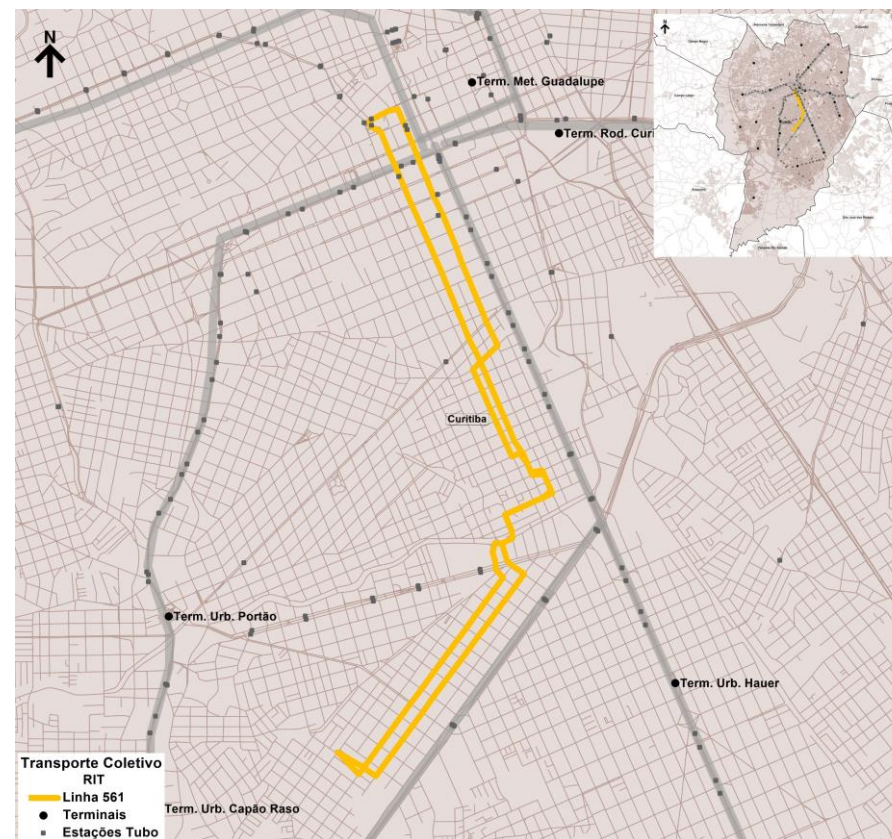 N
Term. Met. Guadalupe
Term. Rod. Curi
Curitiba
Term. Urb. Portão
Term. Urb. Hauer
Transporte Coletivo
RIT
Linha 561
Terminais
Estações Tubo
Term. Urb. Capão Raso